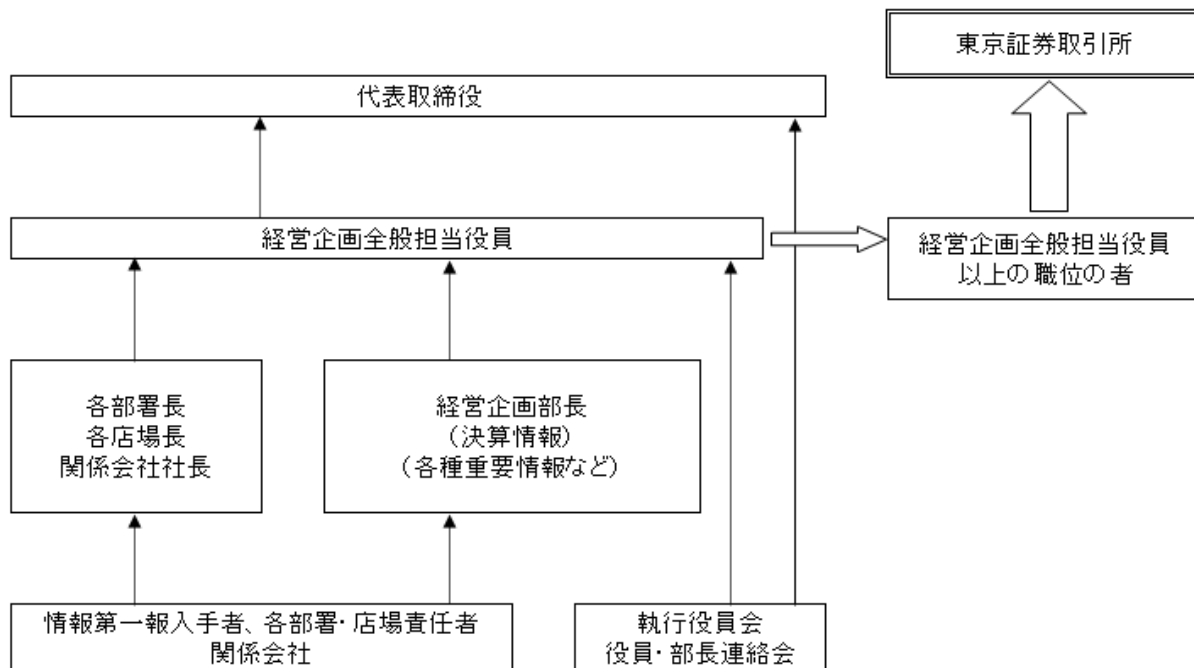 東京証券取引所
代表取締役
経営企画全般担当役員
経営企画全般担当役員
以上の職位の者
各部署長
各店場長
関係会社社長
経営企画部長
(決算情報)
(各種重要情報など)
情報第一報入手者、各部署・店場責任者
関係会社
執行役員会
役員・部長連絡会